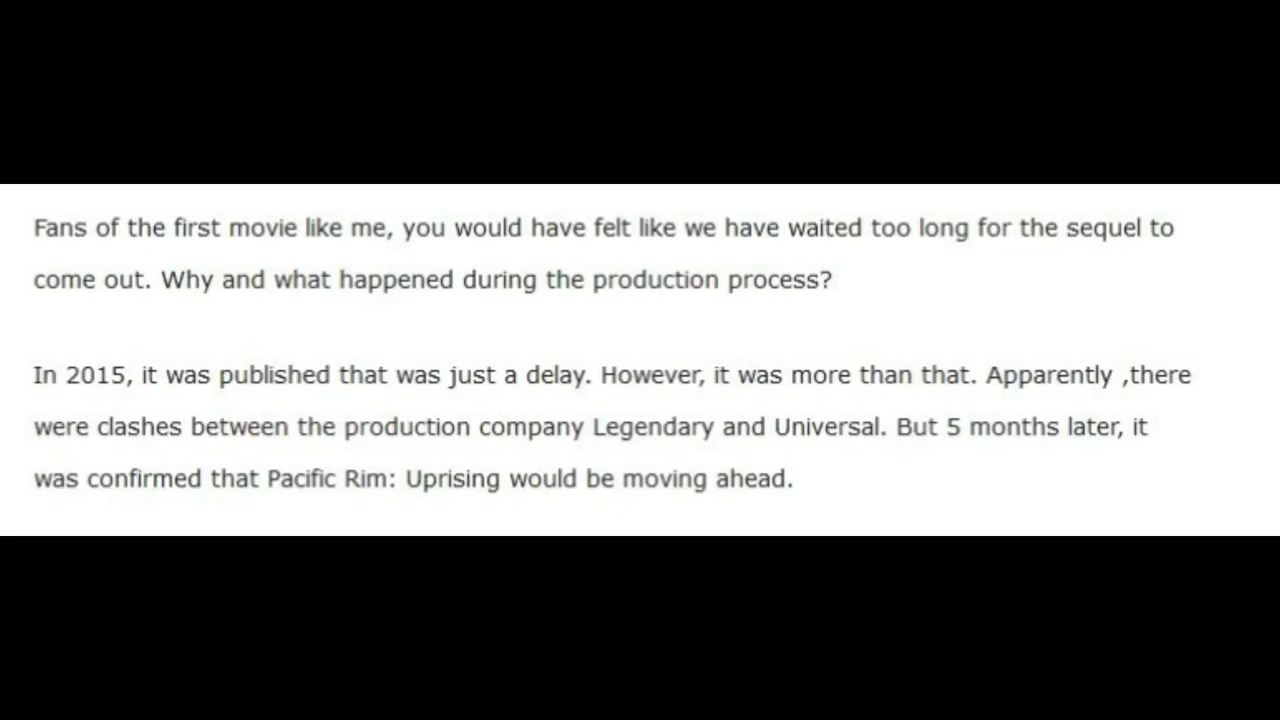 Fans of the first movie like me, you would have felt like we have waited too long for the sequel to
come out. Why and what happened during the production process?
In 2015, it was published that was just a delay. However, it was more than that. Apparently ,there
were clashes between the production company Legendary and Universal. But 5 months later, it
was confirmed that Pacific Rim: Uprising would be moving ahead.